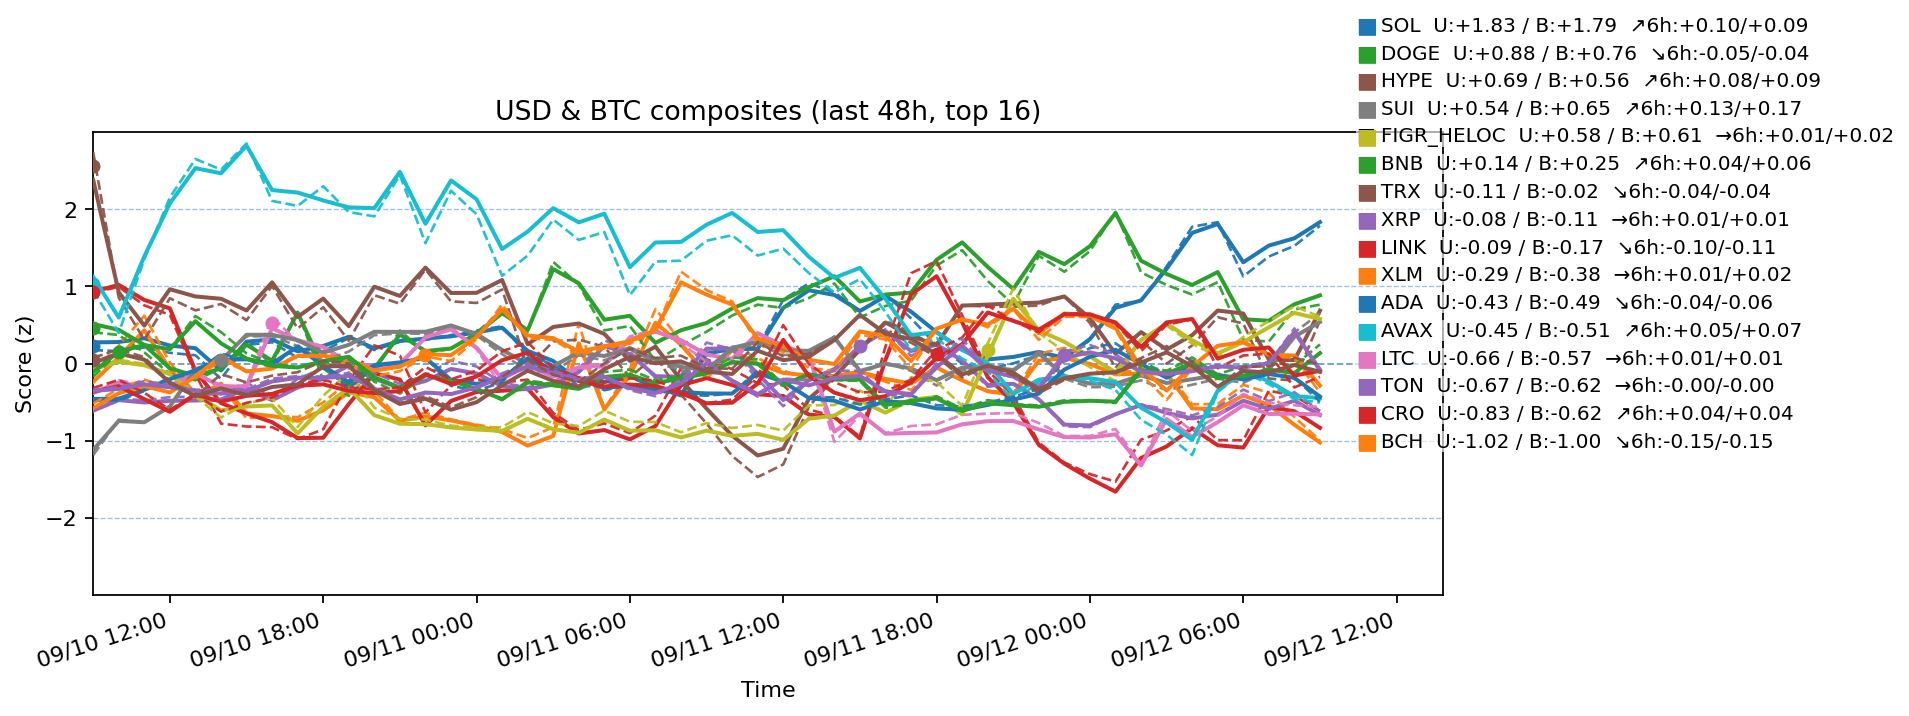 SOL  U:+1.83 / B:+1.79  ↗6h:+0.10/+0.09
DOGE  U:+0.88 / B:+0.76  ↘6h:-0.05/-0.04
HYPE  U:+0.69 / B:+0.56  ↗6h:+0.08/+0.09
SUI  U:+0.54 / B:+0.65  ↗6h:+0.13/+0.17
FIGR_HELOC  U:+0.58 / B:+0.61  →6h:+0.01/+0.02
BNB  U:+0.14 / B:+0.25  ↗6h:+0.04/+0.06
TRX  U:-0.11 / B:-0.02  ↘6h:-0.04/-0.04
XRP  U:-0.08 / B:-0.11  →6h:+0.01/+0.01
LINK  U:-0.09 / B:-0.17  ↘6h:-0.10/-0.11
XLM  U:-0.29 / B:-0.38  →6h:+0.01/+0.02
ADA  U:-0.43 / B:-0.49  ↘6h:-0.04/-0.06
AVAX  U:-0.45 / B:-0.51  ↗6h:+0.05/+0.07
LTC  U:-0.66 / B:-0.57  →6h:+0.01/+0.01
TON  U:-0.67 / B:-0.62  →6h:-0.00/-0.00
CRO  U:-0.83 / B:-0.62  ↗6h:+0.04/+0.04
BCH  U:-1.02 / B:-1.00  ↘6h:-0.15/-0.15
USD & BTC composites (last 48h, top 16)
Score (z)
2
1
0
−1
−2
09/10 12:00
09/10 18:00
09/11 00:00
09/11 06:00
09/11 12:00
09/11 18:00
09/12 00:00
09/12 06:00
09/12 12:00
Time